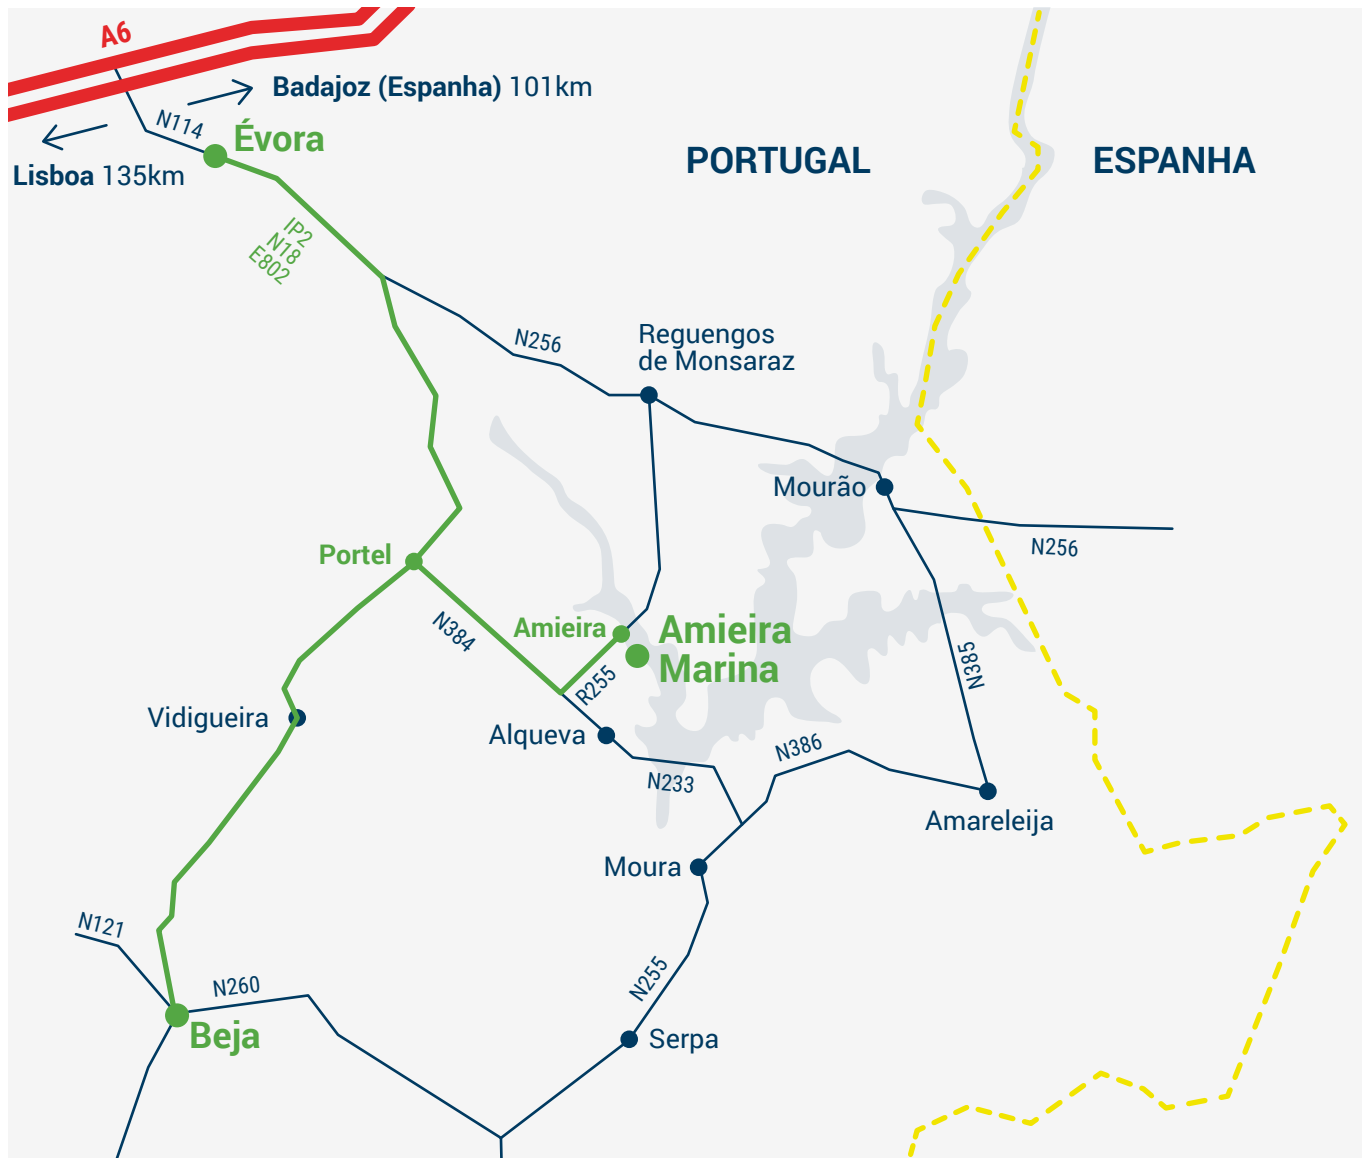 A6
Badajoz (Espanha) 101km
N114
Évora
Lisboa 135km
PORTUGAL
ESPANHA
IP2
N18
E802
N256
Reguengos
de Monsaraz
Mourão
N256
Portel
N384
Amieira
Amieira
Marina
R255
N385
Vidigueira
Alqueva
N386
N233
Amareleija
Moura
N121
N260
N255
Beja
Serpa